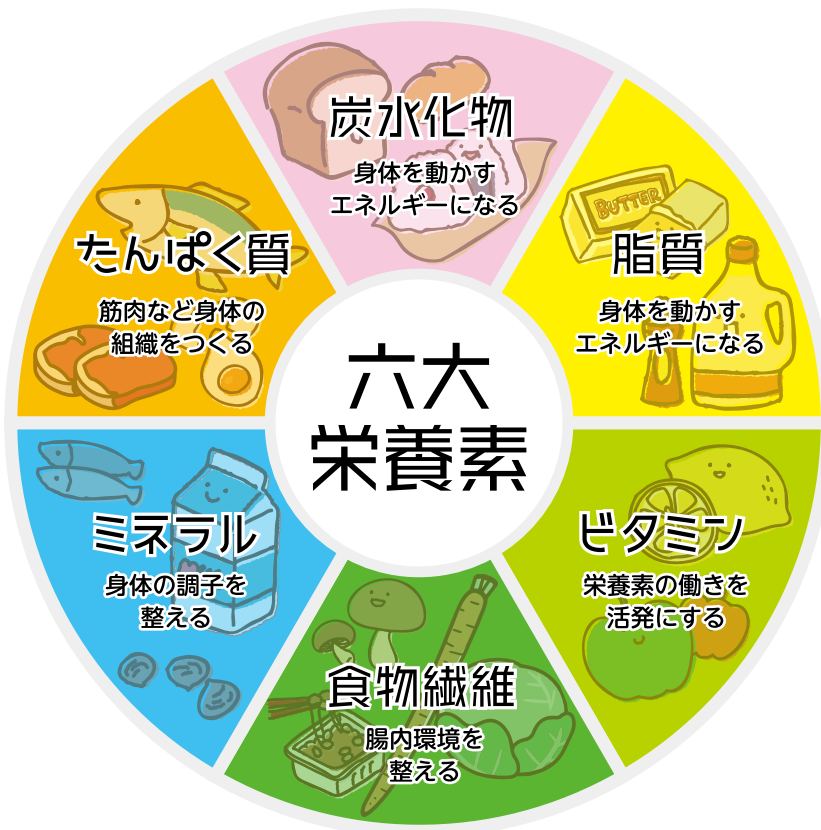 六大
栄養素
炭水化物
身体を動かす
エネルギーになる
脂質
身体を動かす
エネルギーになる
BUTTER
ビタミン
栄養素の働きを
活発にする
食物繊維
腸内環境を
整える
ミネラル
身体の調子を
整える
たんぱく質
筋肉など身体の
組織をつくる